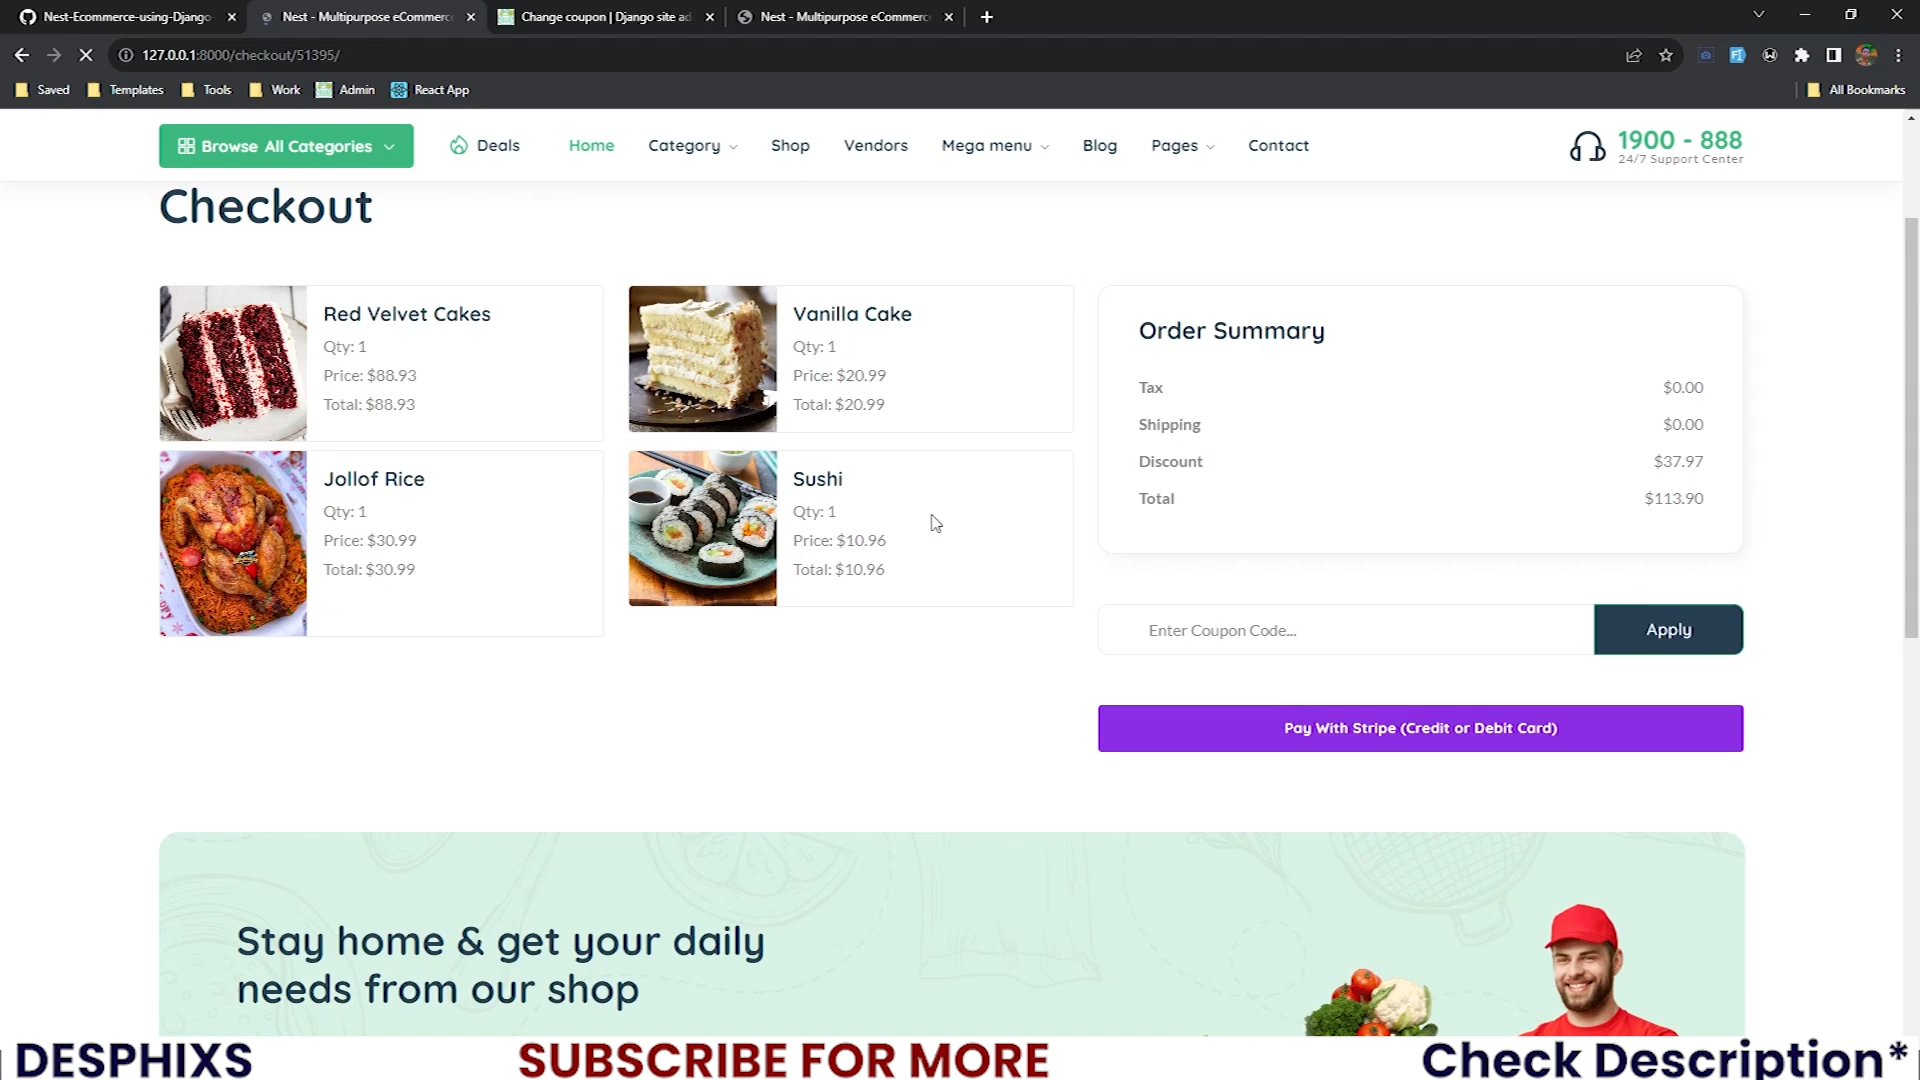 Nest-Ecommerce-using-Django-
Nest - Multipurpose eCommerc
Change coupon | Django site ad
Nest - Multipurpose eCommerc
127.0.0.1:8000/checkout/51395/
Saved
Templates
Tools
Work
Admin
React App
All Bookmarks
Browse All Categories
Deals
Home
Category
Shop
Vendors
Mega menu
Blog
Pages
Contact
1900 - 888
24/7 Support Center
Checkout
Red Velvet Cakes
Qty: 1
Price: $88.93
Total: $88.93
Vanilla Cake
Qty: 1
Price: $20.99
Total: $20.99
Jollof Rice
Qty: 1
Price: $30.99
Total: $30.99
Sushi
Qty: 1
Price: $10.96
Total: $10.96
Order Summary
Tax $0.00
Shipping $0.00
Discount $37.97
Total $113.90
Enter Coupon Code...
Apply
Pay With Stripe (Credit or Debit Card)
Stay home & get your daily
needs from our shop
| DESPHIXS
SUBSCRIBE FOR MORE
Check Description* |